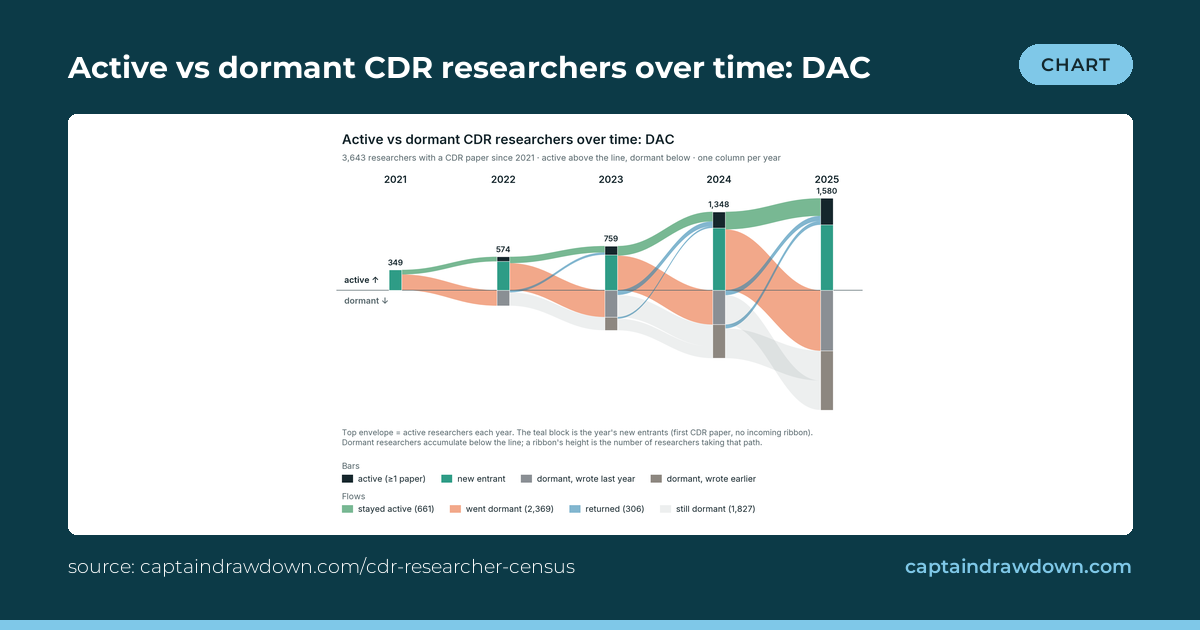 Active vs dormant CDR researchers over time: DAC
CHART
Active vs dormant CDR researchers over time: DAC
3,643 researchers with a CDR paper since 2021 · active above the line, dormant below · one column per year
2021 2022 2023 2024 2025
1,580
1,348
759
574
349
active ↑
dormant ↓
Top envelope = active researchers each year. The teal block is the year's new entrants (first CDR paper, no incoming ribbon).
Dormant researchers accumulate below the line; a ribbon's height is the number of researchers taking that path.
Bars
active (≥1 paper) new entrant dormant, wrote last year dormant, wrote earlier
Flows
stayed active (661) went dormant (2,369) returned (306) still dormant (1,827)
source: captaindrawdown.com/cdr-researcher-census
captaindrawdown.com